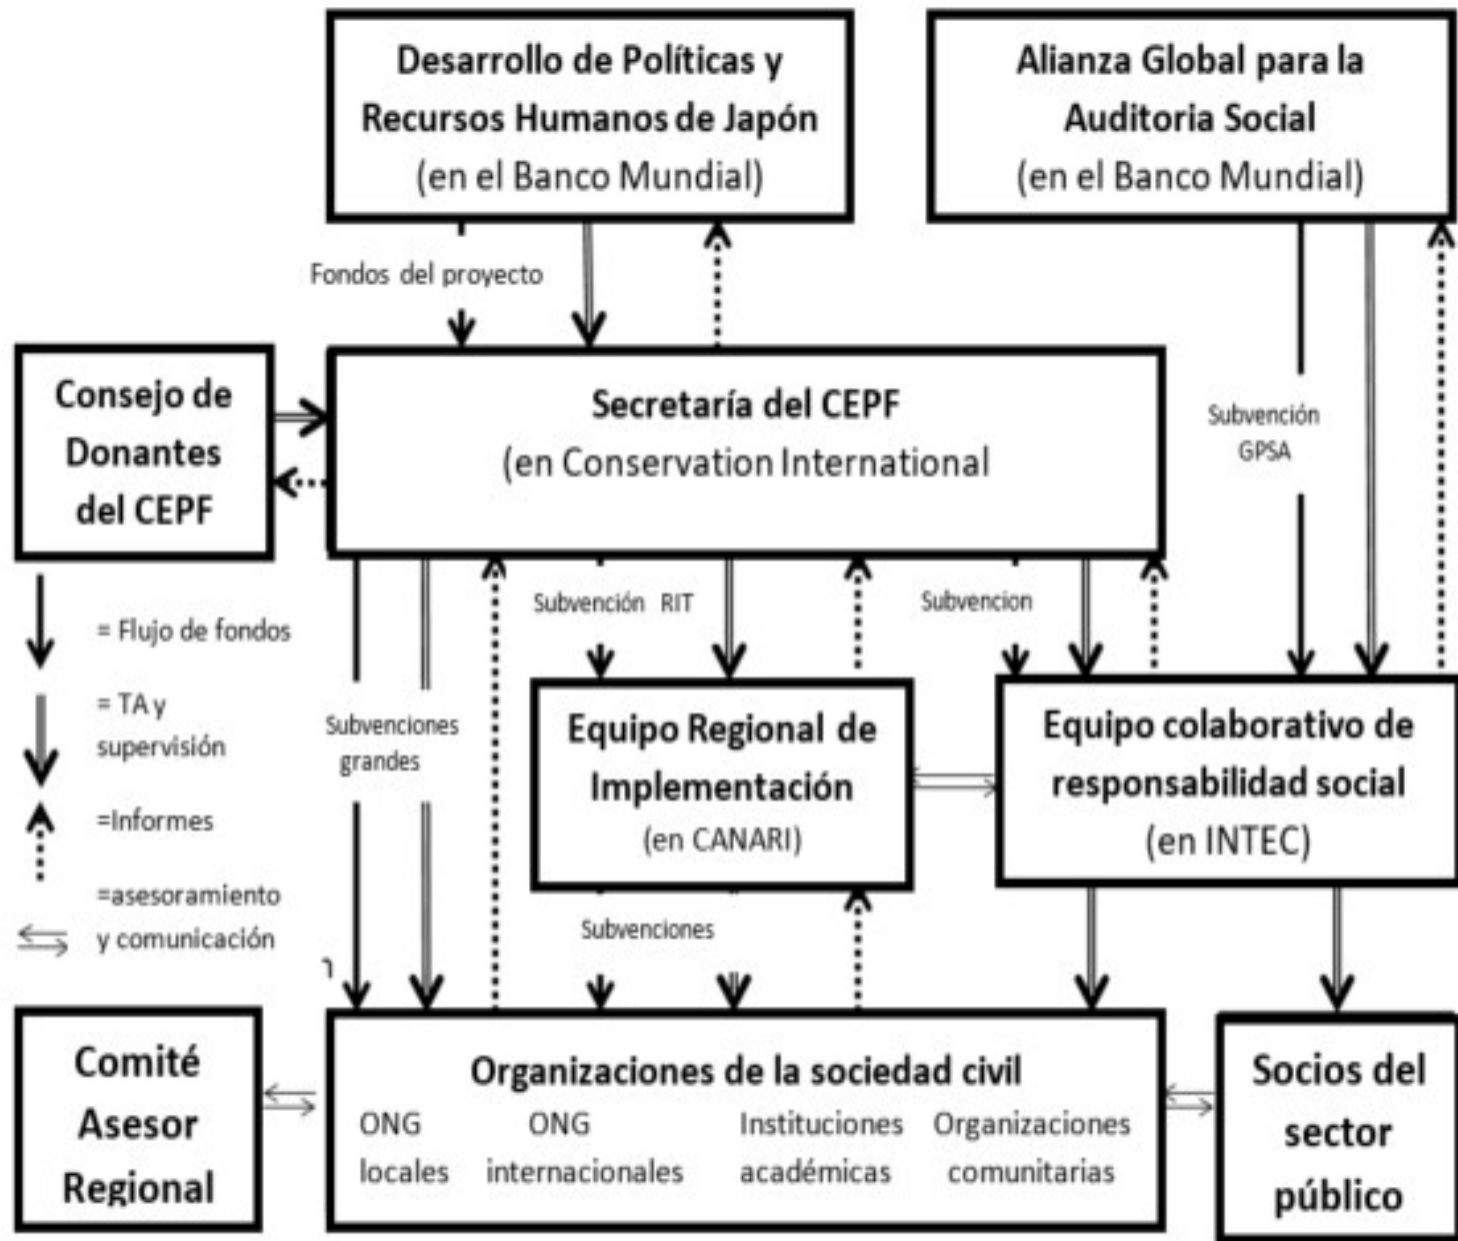 Desarrollo de Políticas y
Recursos Humanos de Japón
(en el Banco Mundial)
Alianza Global para la
Auditoria Social
(en el Banco Mundial)
Fondos del proyecto
Consejo de
Donantes
del CEPF
Secretaría del CEPF
(en Conservation International
Subvención
GPSA
= Flujo de fondos
= TA y
supervisión
=Informes
=asesoramiento
y comunicación
Subvenciones
grandes
Subvención RIT
Subvencion
Equipo Regional de
Implementación
(en CANARI)
Equipo colaborativo de
responsabilidad social
(en INTEC)
Subvenciones
Comité
Asesor
Regional
Organizaciones de la sociedad civil
ONG
locales
ONG
internacionales
Instituciones
académicas
Organizaciones
comunitarias
Socios del
sector
público